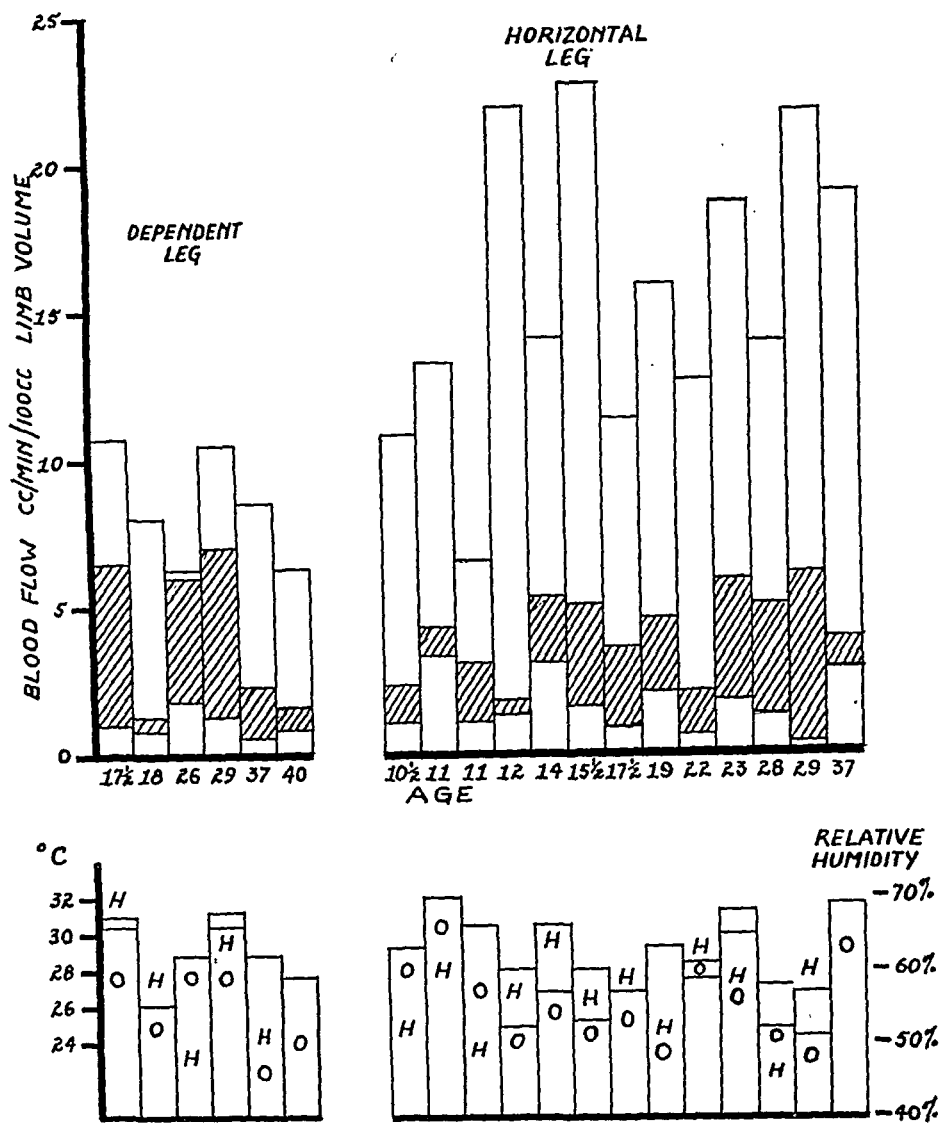 25
HORIZONTAL
LEG
20
DEPENDENT
LEG
15
10
5
0
BLOOD FLOW CC/MIN/100CC LIMB VOLUME
17½ 18 26 29 37 40
10½ 11 11 12 14 15½ 17½ 19 22 23 28 29 37
AGE
°C
RELATIVE
HUMIDITY
32
30
28
26
24
70%
60%
50%
40%
H H H H H
O O O O O O
H H H H H H H H H H H H
O O O O O O O O O O O O O